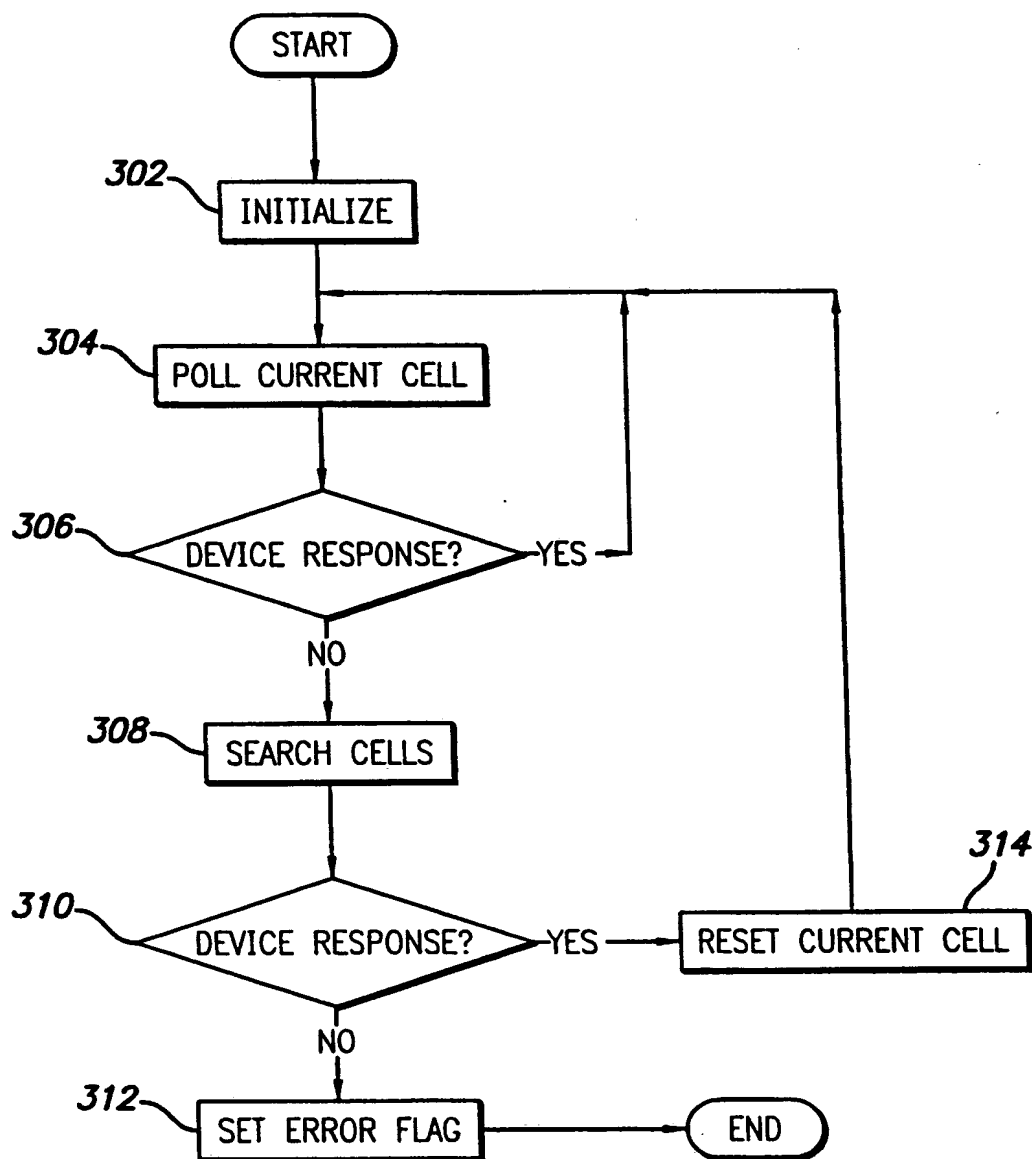 START
302
INITIALIZE
304
POLL CURRENT CELL
306
DEVICE RESPONSE?
YES
NO
308
SEARCH CELLS
314
310
DEVICE RESPONSE?
YES
RESET CURRENT CELL
NO
312
SET ERROR FLAG
END